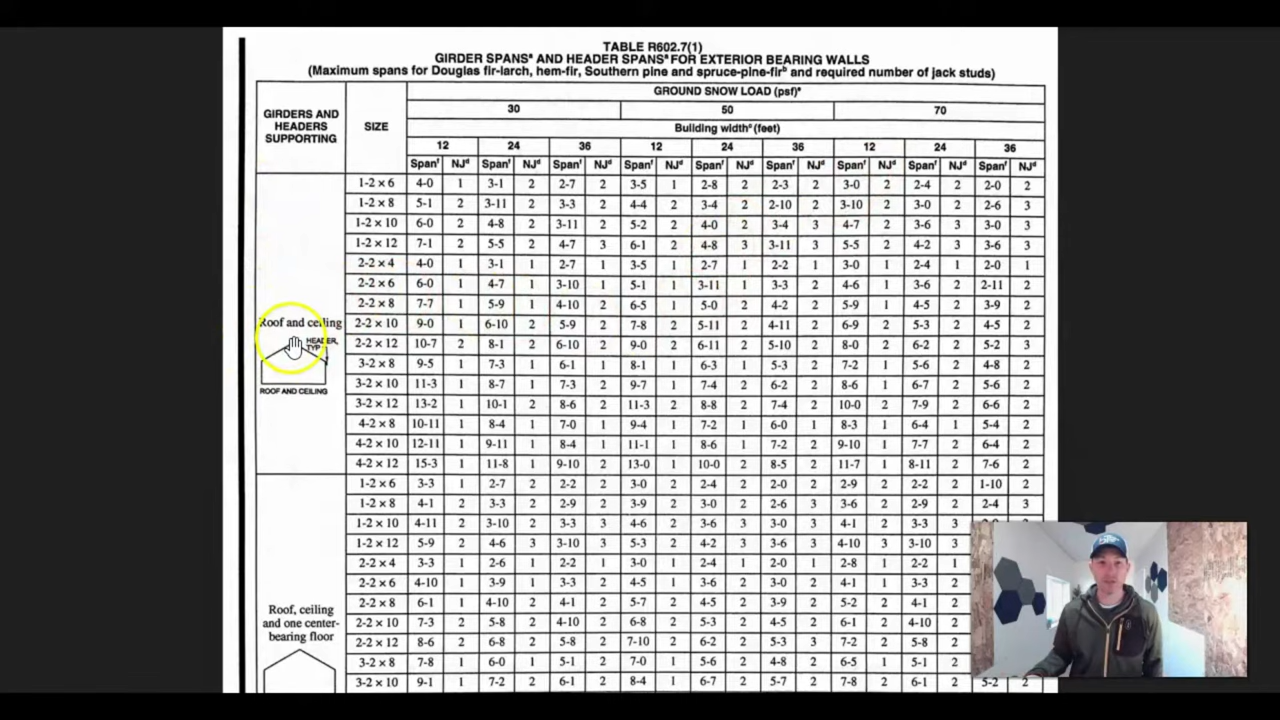 TABLE R602.7(1)
GIRDER SPANSᵃ AND HEADER SPANSᵃ FOR EXTERIOR BEARING WALLS
(Maximum spans for Douglas fir-larch, hem-fir, Southern pine and spruce-pine-firᵇ and required number of jack studs)
GIRDERS AND HEADERS SUPPORTING SIZE GROUND SNOW LOAD (psf)ᵉ
30 50 70
Building widthᶜ (feet)
12 24 36 12 24 36 12 24 36
Spanᶠ NJᵈ Spanᶠ NJᵈ Spanᶠ NJᵈ Spanᶠ NJᵈ Spanᶠ NJᵈ Spanᶠ NJᵈ Spanᶠ NJᵈ Spanᶠ NJᵈ Spanᶠ NJᵈ
Roof and ceiling
HEADER, TYP
ROOF AND CEILING
1-2 × 6 4-0 1 3-1 2 2-7 2 3-5 1 2-8 2 2-3 2 3-0 2 2-4 2 2-0 2
1-2 × 8 5-1 2 3-11 2 3-3 2 4-4 2 3-4 2 2-10 2 3-10 2 3-0 2 2-6 3
1-2 × 10 6-0 2 4-8 2 3-11 2 5-2 2 4-0 2 3-4 3 4-7 2 3-6 3 3-0 3
1-2 × 12 7-1 2 5-5 2 4-7 3 6-1 2 4-8 3 3-11 3 5-5 2 4-2 3 3-6 3
2-2 × 4 4-0 1 3-1 1 2-7 1 3-5 1 2-7 1 2-2 1 3-0 1 2-4 1 2-0 1
2-2 × 6 6-0 1 4-7 1 3-10 1 5-1 1 3-11 1 3-3 2 4-6 1 3-6 2 2-11 2
2-2 × 8 7-7 1 5-9 1 4-10 2 6-5 1 5-0 2 4-2 2 5-9 1 4-5 2 3-9 2
2-2 × 10 9-0 1 6-10 2 5-9 2 7-8 2 5-11 2 4-11 2 6-9 2 5-3 2 4-5 2
2-2 × 12 10-7 2 8-1 2 6-10 2 9-0 2 6-11 2 5-10 2 8-0 2 6-2 2 5-2 3
3-2 × 8 9-5 1 7-3 1 6-1 1 8-1 1 6-3 1 5-3 2 7-2 1 5-6 2 4-8 2
3-2 × 10 11-3 1 8-7 1 7-3 2 9-7 1 7-4 2 6-2 2 8-6 1 6-7 2 5-6 2
3-2 × 12 13-2 1 10-1 2 8-6 2 11-3 2 8-8 2 7-4 2 10-0 2 7-9 2 6-6 2
4-2 × 8 10-11 1 8-4 1 7-0 1 9-4 1 7-2 1 6-0 1 8-3 1 6-4 1 5-4 2
4-2 × 10 12-11 1 9-11 1 8-4 1 11-1 1 8-6 1 7-2 2 9-10 1 7-7 2 6-4 2
4-2 × 12 15-3 1 11-8 1 9-10 2 13-0 1 10-0 2 8-5 2 11-7 1 8-11 2 7-6 2
Roof, ceiling
and one center-
bearing floor
1-2 × 6 3-3 1 2-7 2 2-2 2 3-0 2 2-4 2 2-0 2 2-9 2 2-2 2 1-10 2
1-2 × 8 4-1 2 3-3 2 2-9 2 3-9 2 3-0 2 2-6 3 3-6 2 2-9 2 2-4 3
1-2 × 10 4-11 2 3-10 2 3-3 3 4-6 2 3-6 3 3-0 3 4-1 2 3-3 3
1-2 × 12 5-9 2 4-6 3 3-10 3 5-3 2 4-2 3 3-6 3 4-10 3 3-10 3
2-2 × 4 3-3 1 2-6 1 2-2 1 3-0 1 2-4 1 2-0 1 2-8 1 2-2 1
2-2 × 6 4-10 1 3-9 1 3-3 2 4-5 1 3-6 2 3-0 2 4-1 1 3-3 2
2-2 × 8 6-1 1 4-10 2 4-1 2 5-7 2 4-5 2 3-9 2 5-2 2 4-1 2
2-2 × 10 7-3 2 5-8 2 4-10 2 6-8 2 5-3 2 4-5 2 6-1 2 4-10 2
2-2 × 12 8-6 2 6-8 2 5-8 2 7-10 2 6-2 2 5-3 3 7-2 2 5-8 2
3-2 × 8 7-8 1 6-0 1 5-1 2 7-0 1 5-6 2 4-8 2 6-5 1 5-1 2
3-2 × 10 9-1 1 7-2 2 6-1 2 8-4 1 6-7 2 5-7 2 7-8 2 6-1 2 5-2 2